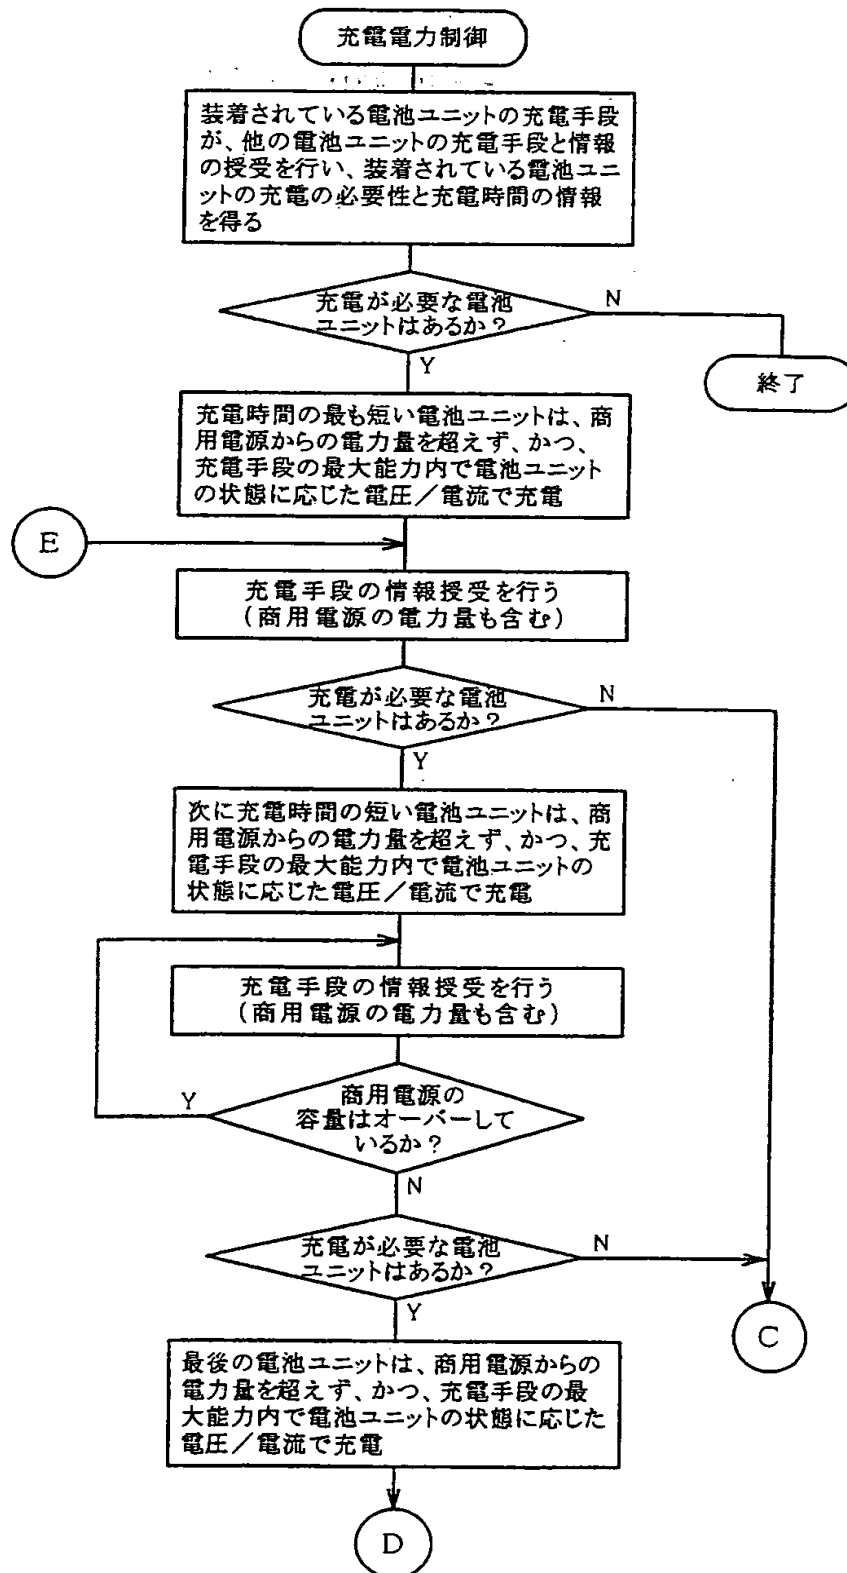 充電電力制御
装着されている電池ユニットの充電手段
が、他の電池ユニットの充電手段と情報
の授受を行い、装着されている電池ユニ
ットの充電の必要性と充電時間の情報
を得る
充電が必要な電池
ユニットはあるか?
N
Y
終了
充電時間の最も短い電池ユニットは、商
用電源からの電力量を超えず、かつ、
充電手段の最大能力内で電池ユニット
の状態に応じた電圧/電流で充電
E
充電手段の情報授受を行う
(商用電源の電力量も含む)
充電が必要な電池
ユニットはあるか?
N
Y
次に充電時間の短い電池ユニットは、商
用電源からの電力量を超えず、かつ、充
電手段の最大能力内で電池ユニットの
状態に応じた電圧/電流で充電
充電手段の情報授受を行う
(商用電源の電力量も含む)
商用電源の
容量はオーバーして
いるか?
Y
N
充電が必要な電池
ユニットはあるか?
N
Y
C
最後の電池ユニットは、商用電源からの
電力量を超えず、かつ、充電手段の最
大能力内で電池ユニットの状態に応じた
電圧/電流で充電
D